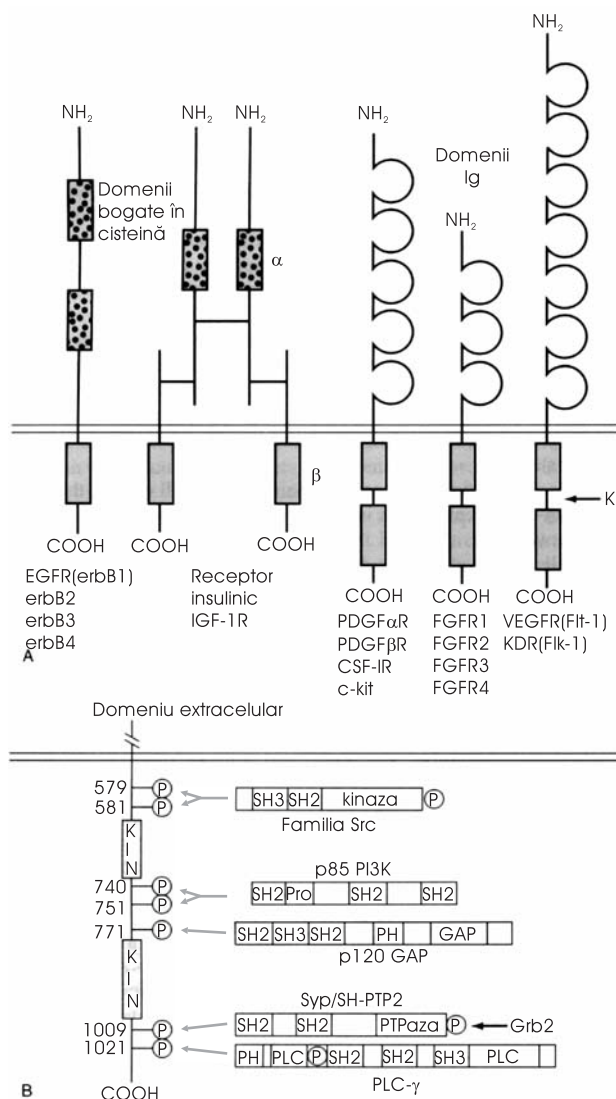 NH2
NH2
NH2
NH2
NH2
NH2
Domenii
bogate în
cisteină
α
Domenii
Ig
β
K
COOH
COOH
COOH
COOH
COOH
COOH
EGFR(erbB1)
erbB2
erbB3
erbB4
Receptor
insulinic
IGF-1R
PDGFαR
PDGFβR
CSF-IR
c-kit
FGFR1
FGFR2
FGFR3
FGFR4
VEGFR(Flt-1)
KDR(Flk-1)
A
Domeniu extracelular
579 P
581 P
SH3 SH2 kinaza P
Familia Src
KIN
p85 PI3K
740 P
751 P
SH2 Pro SH2 SH2
771 P
SH2 SH3 SH2 PH GAP
p120 GAP
KIN
Syp/SH-PTP2
1009 P
SH2 SH2 PTPaza P Grb2
1021 P
PH PLC P SH2 SH2 SH3 PLC
PLC-γ
COOH
B